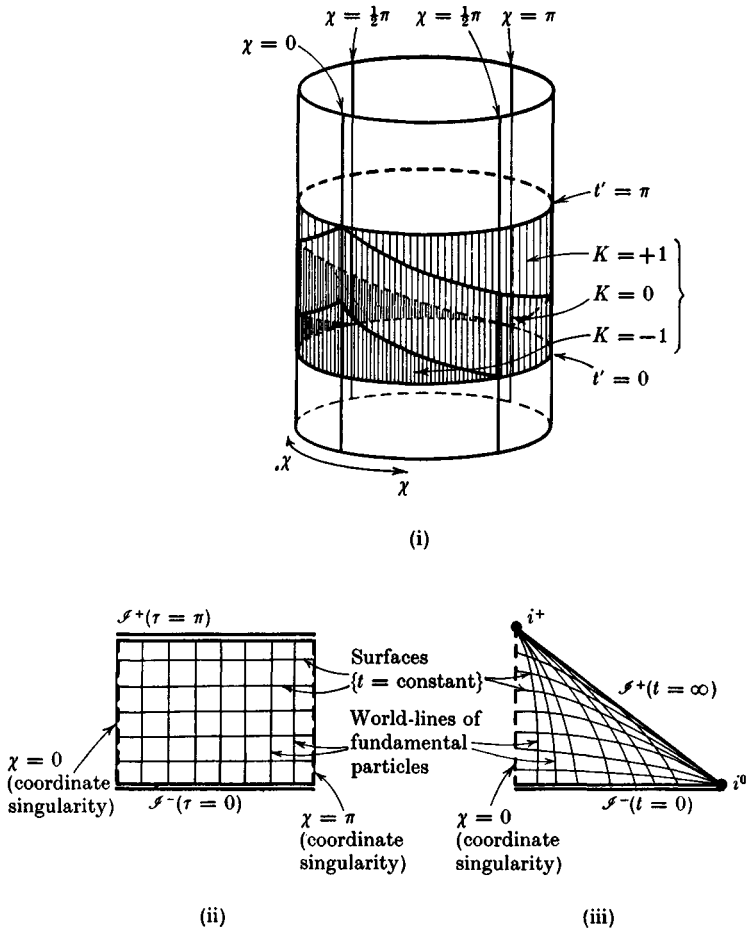 χ = ½π
χ = ½π
χ = π
χ = 0
t′ = π
K = +1
K = 0
K = −1
t′ = 0
.χ
χ
(i)
𝓘⁺(τ = π)
χ = 0
(coordinate
singularity)
𝓘⁻(τ = 0)
χ = π
(coordinate
singularity)
(ii)
Surfaces
{t = constant}
World-lines of
fundamental
particles
i⁺
𝓘⁺(t = ∞)
i⁰
𝓘⁻(t = 0)
χ = 0
(coordinate
singularity)
(iii)